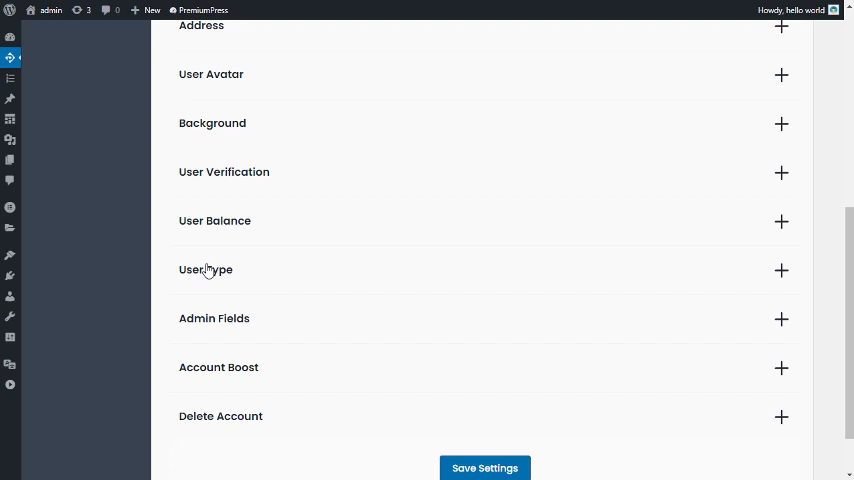 admin 3 0 New PremiumPress Howdy, hello world
Address
User Avatar
Background
User Verification
User Balance
User Type
Admin Fields
Account Boost
Delete Account
Save Settings